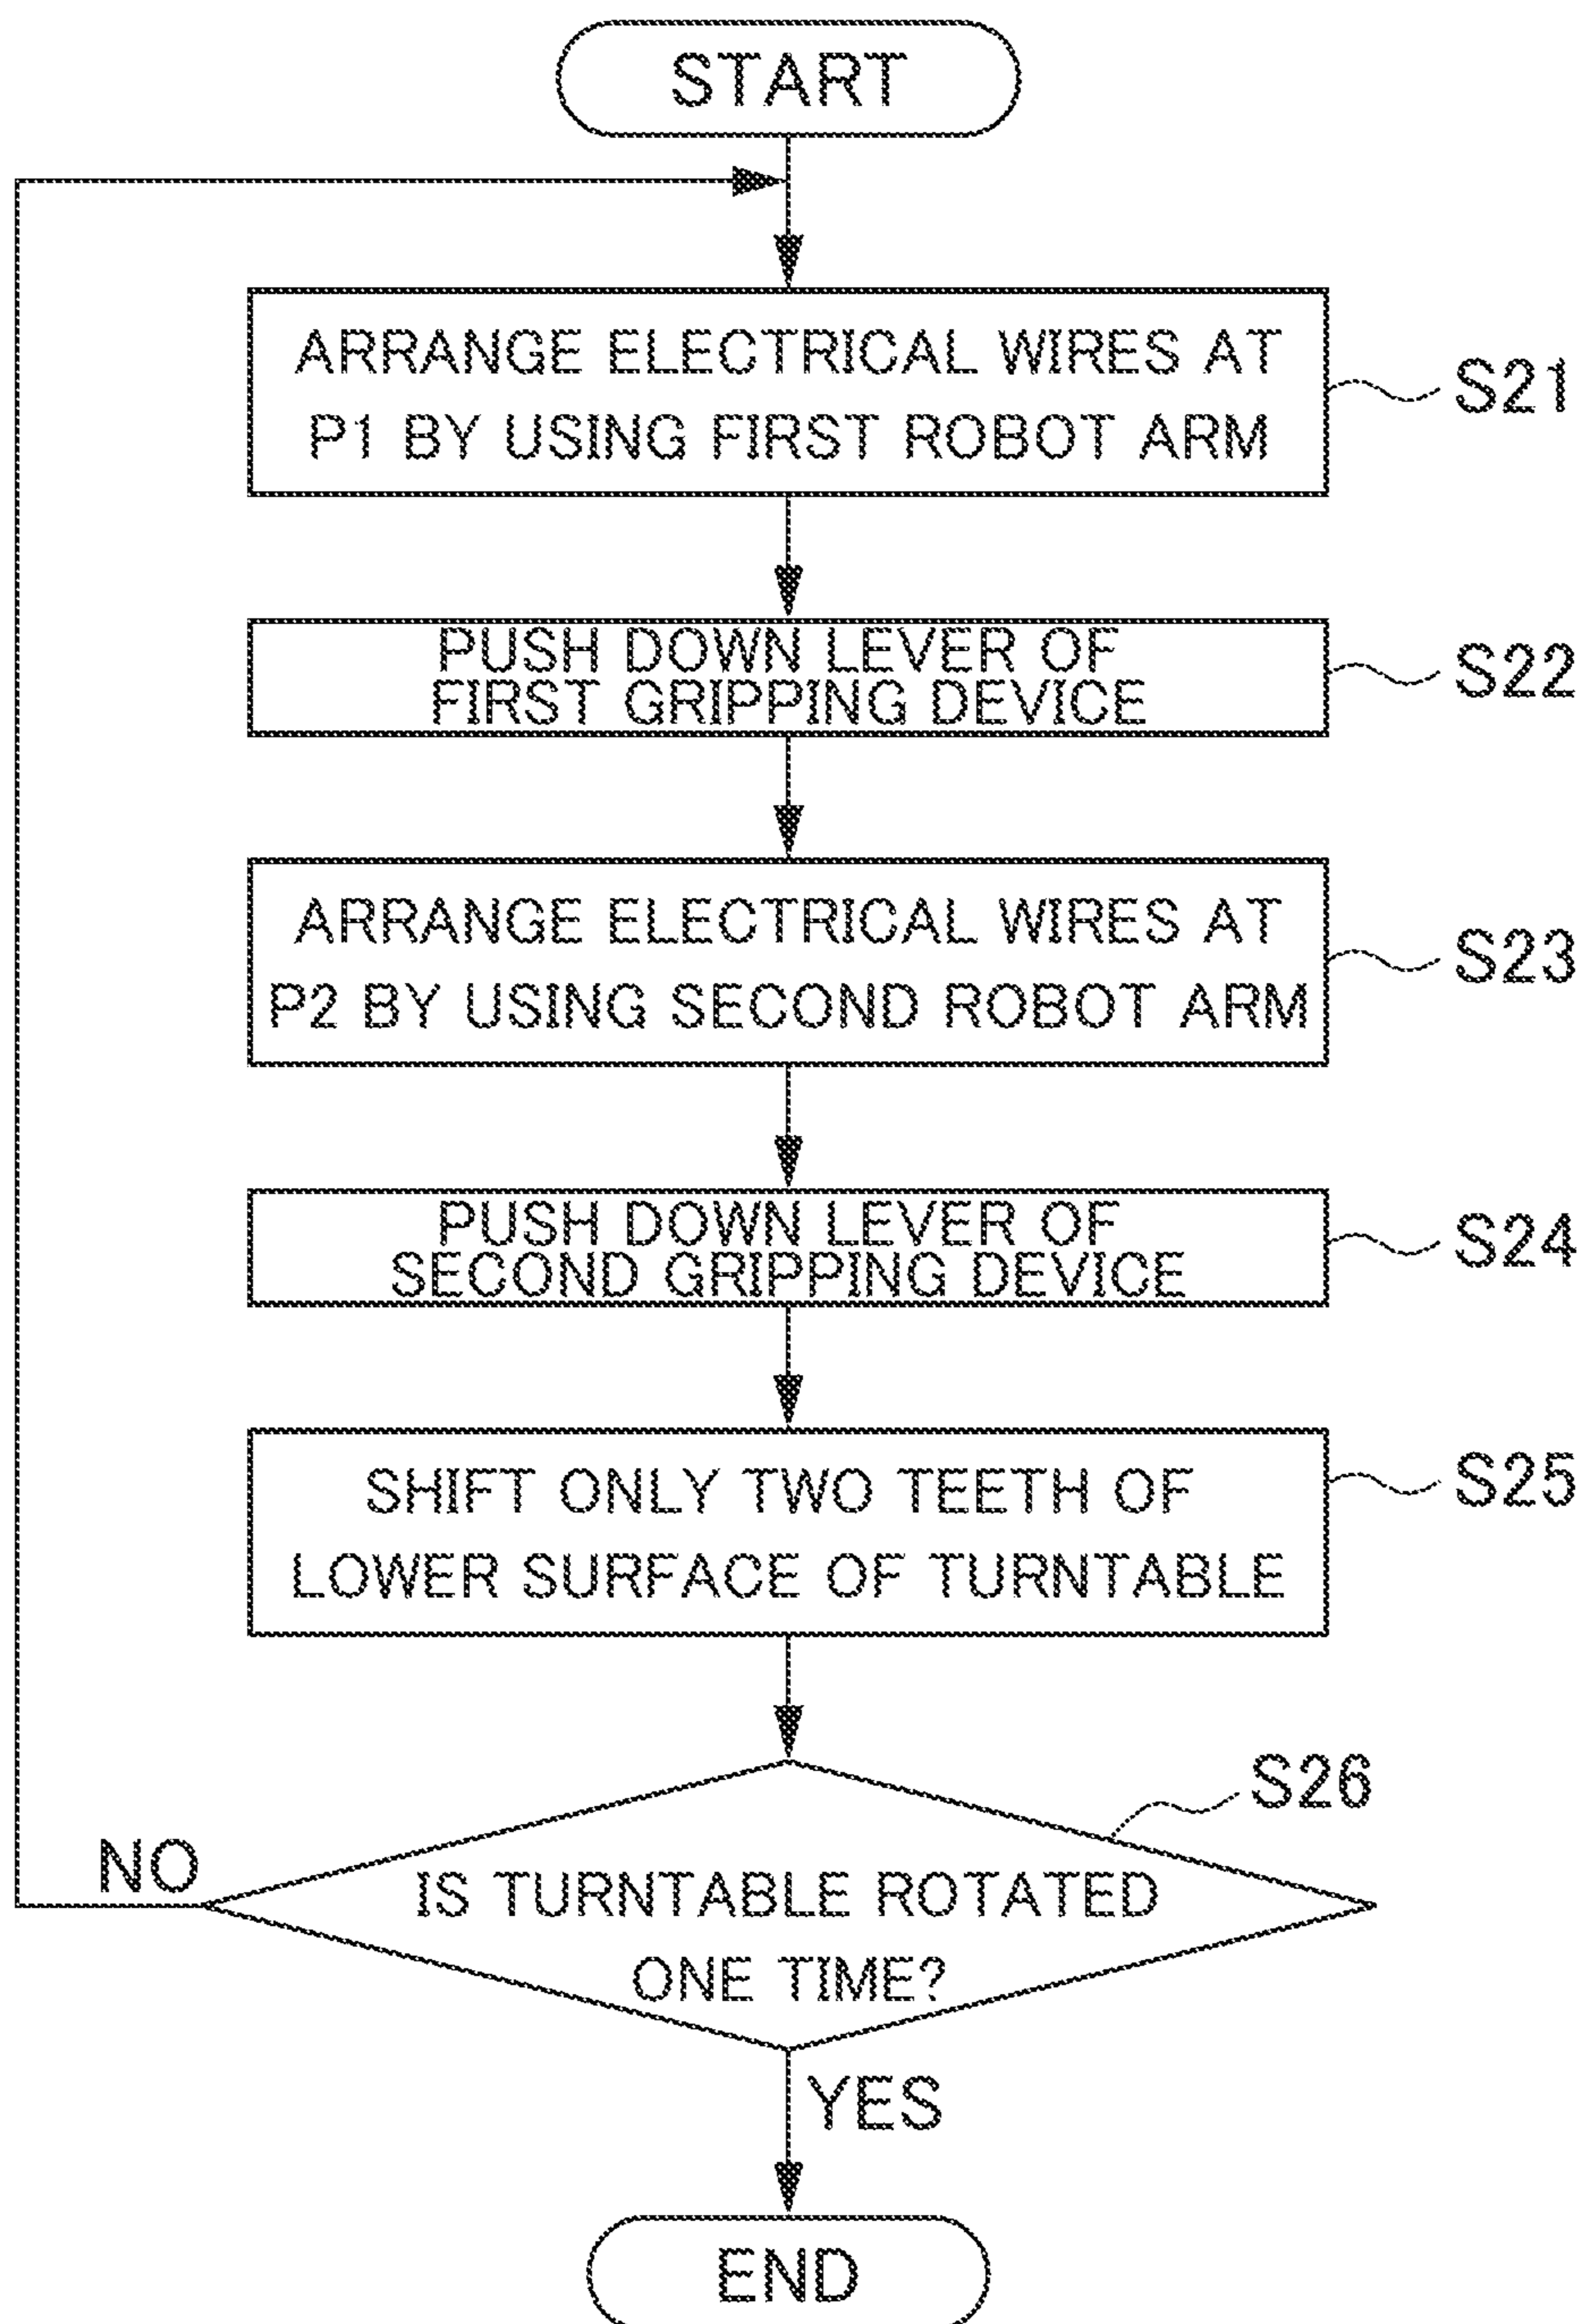 START
ARRANGE ELECTRICAL WIRES AT
P1 BY USING FIRST ROBOT ARM
S21
PUSH DOWN LEVER OF
FIRST GRIPPING DEVICE
S22
ARRANGE ELECTRICAL WIRES AT
P2 BY USING SECOND ROBOT ARM
S23
PUSH DOWN LEVER OF
SECOND GRIPPING DEVICE
S24
SHIFT ONLY TWO TEETH OF
LOWER SURFACE OF TURNTABLE
S25
S26
NO
IS TURNTABLE ROTATED
ONE TIME?
YES
END